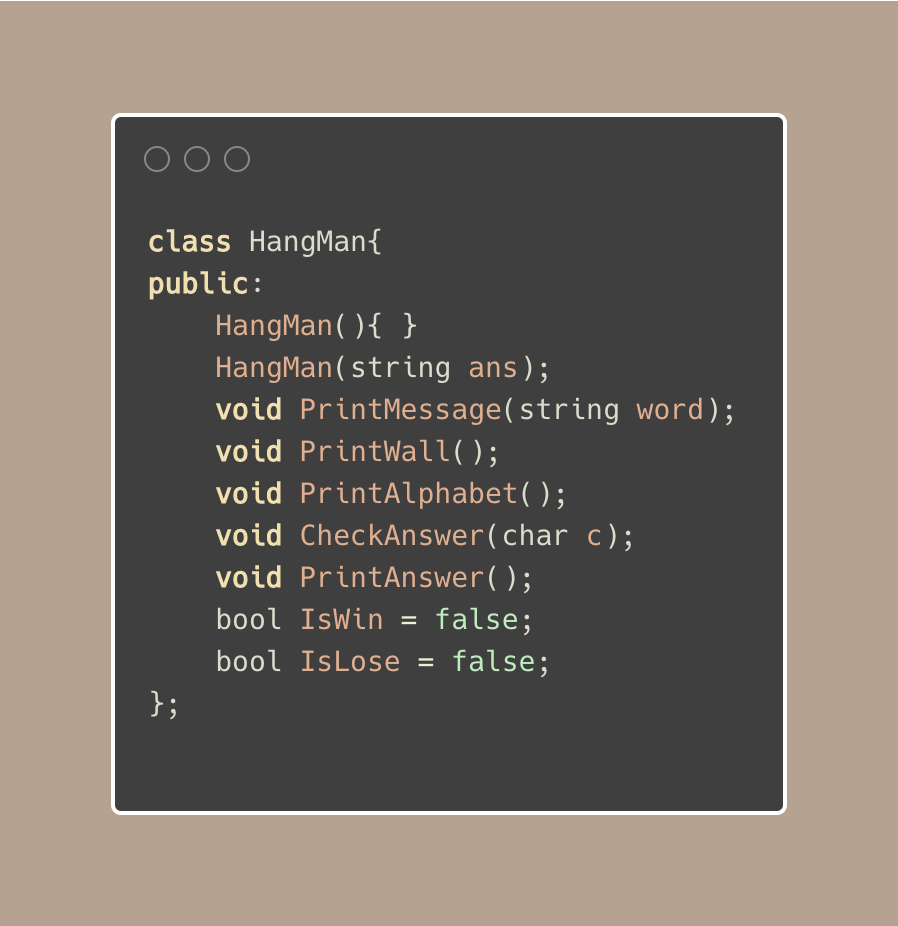 class HangMan{
public:
    HangMan(){ }
    HangMan(string ans);
    void PrintMessage(string word);
    void PrintWall();
    void PrintAlphabet();
    void CheckAnswer(char c);
    void PrintAnswer();
    bool IsWin = false;
    bool IsLose = false;
};